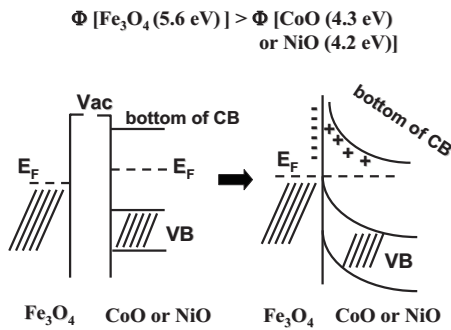 Φ [Fe₃O₄ (5.6 eV) ] > Φ [CoO (4.3 eV)
or NiO (4.2 eV)]
Vac
bottom of CB
E_F
E_F
VB
Fe₃O₄
CoO or NiO
bottom of CB
E_F
VB
Fe₃O₄
CoO or NiO